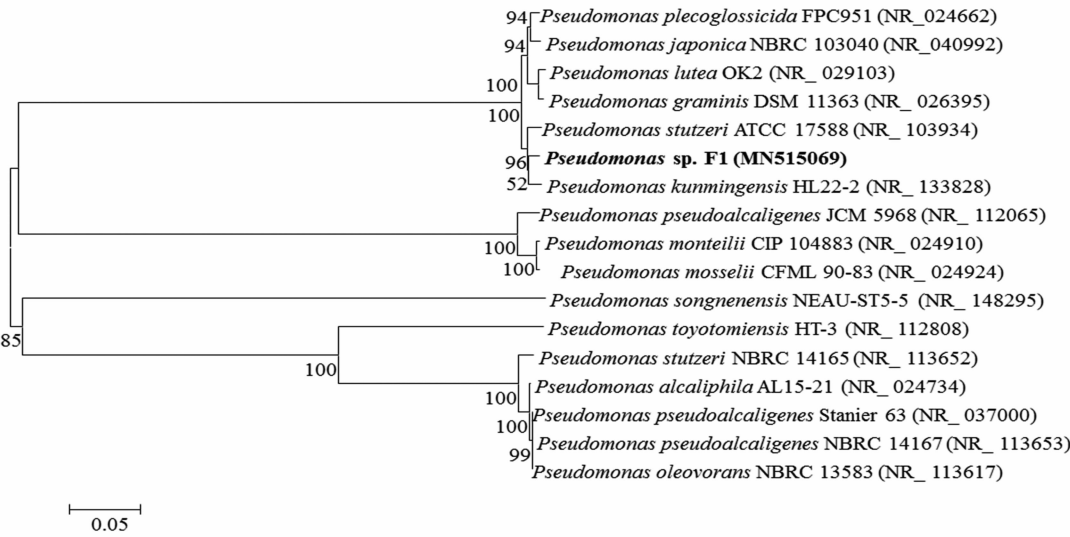 94 Pseudomonas plecoglossicida FPC951 (NR_024662)
94 Pseudomonas japonica NBRC 103040 (NR_040992)
Pseudomonas lutea OK2 (NR_ 029103)
100
Pseudomonas graminis DSM 11363 (NR_ 026395)
100
Pseudomonas stutzeri ATCC 17588 (NR_ 103934)
96 Pseudomonas sp. F1 (MN515069)
52 Pseudomonas kunmingensis HL22-2 (NR_ 133828)
Pseudomonas pseudoalcaligenes JCM 5968 (NR_ 112065)
100 Pseudomonas monteilii CIP 104883 (NR_ 024910)
100 Pseudomonas mosselii CFML 90-83 (NR_ 024924)
Pseudomonas songnenensis NEAU-ST5-5 (NR_ 148295)
85 Pseudomonas toyotomiensis HT-3 (NR_ 112808)
Pseudomonas stutzeri NBRC 14165 (NR_ 113652)
100
100 Pseudomonas alcaliphila AL15-21 (NR_ 024734)
Pseudomonas pseudoalcaligenes Stanier 63 (NR_ 037000)
100
Pseudomonas pseudoalcaligenes NBRC 14167 (NR_ 113653)
99
Pseudomonas oleovorans NBRC 13583 (NR_ 113617)
0.05